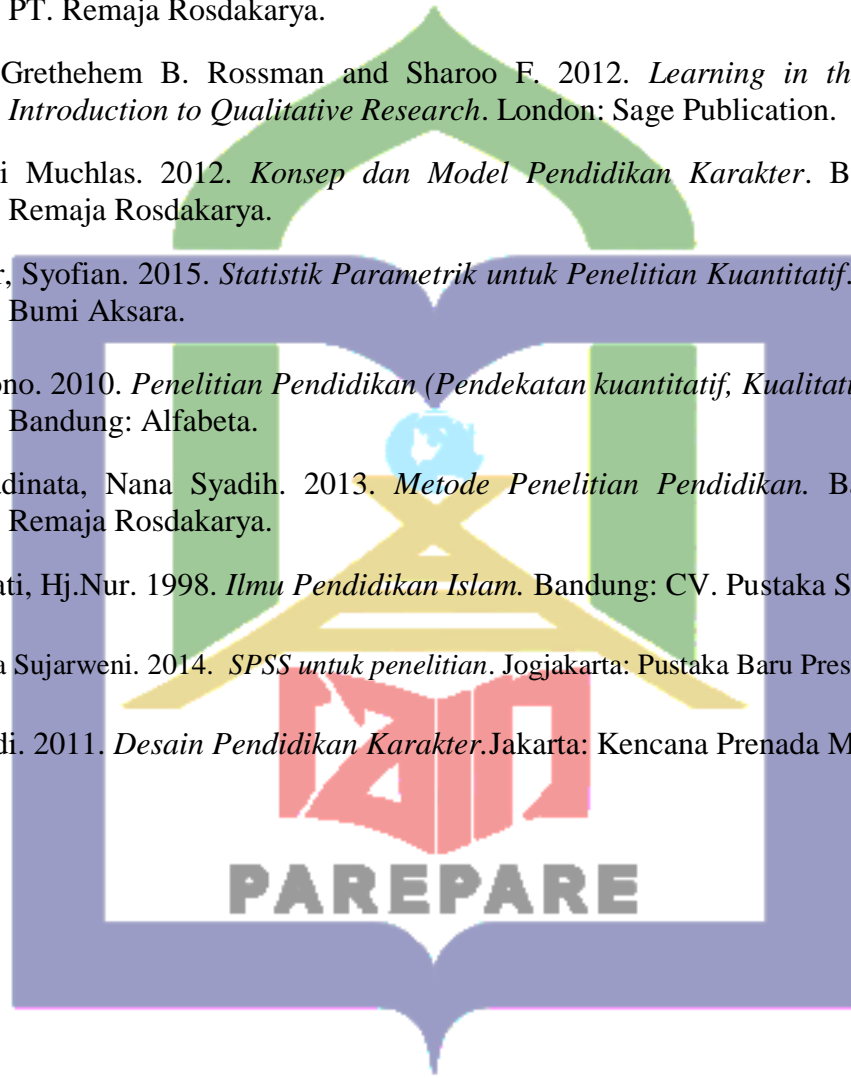 PT. Remaja Rosdakarya.
Grethehem B. Rossman and Sharoo F. 2012. Learning in th
Introduction to Qualitative Research. London: Sage Publication.
i Muchlas. 2012. Konsep dan Model Pendidikan Karakter. B
Remaja Rosdakarya.
r, Syofian. 2015. Statistik Parametrik untuk Penelitian Kuantitatif.
Bumi Aksara.
ono. 2010. Penelitian Pendidikan (Pendekatan kuantitatif, Kualitati
Bandung: Alfabeta.
adinata, Nana Syadih. 2013. Metode Penelitian Pendidikan. Ba
Remaja Rosdakarya.
ati, Hj.Nur. 1998. Ilmu Pendidikan Islam. Bandung: CV. Pustaka S
a Sujarweni. 2014. SPSS untuk penelitian. Jogjakarta: Pustaka Baru Pres
di. 2011. Desain Pendidikan Karakter.Jakarta: Kencana Prenada M
iain
PAREPARE